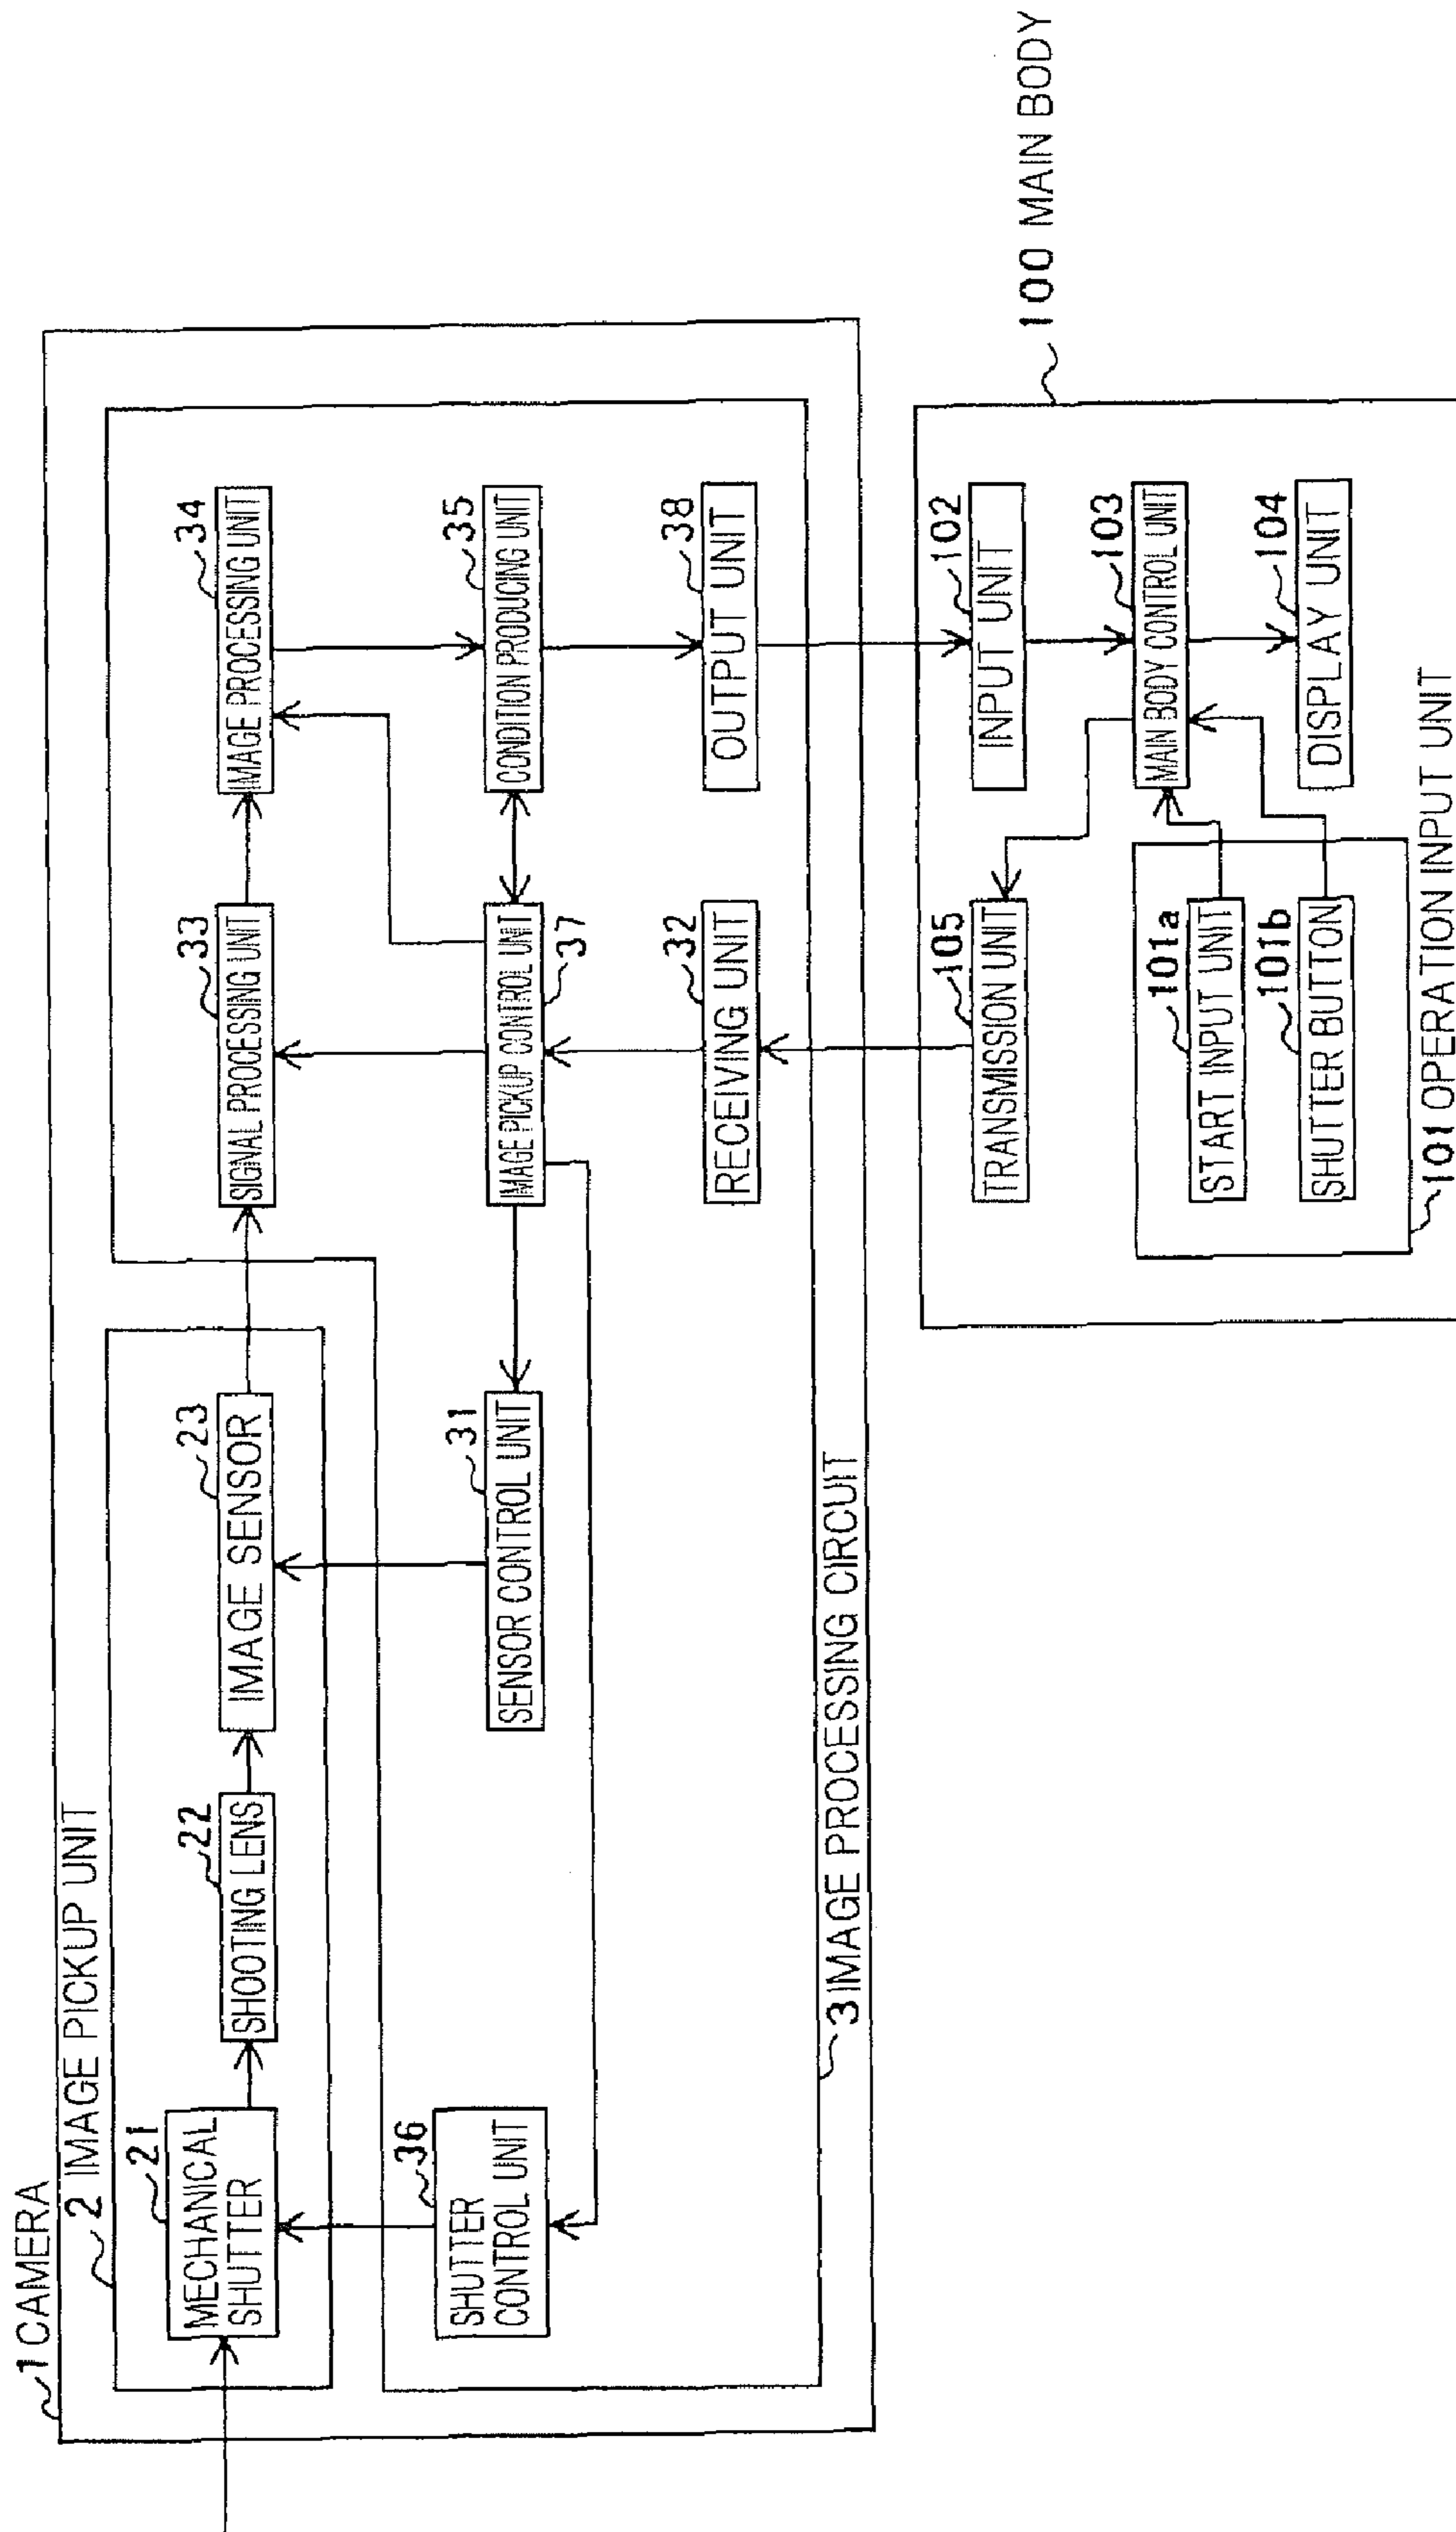 1 CAMERA
2 IMAGE PICKUP UNIT
21
MECHANICAL
SHUTTER
22
SHOOTING LENS
23
IMAGE SENSOR
33
SIGNAL PROCESSING UNIT
34
IMAGE PROCESSING UNIT
36
SHUTTER
CONTROL UNIT
31
SENSOR CONTROL UNIT
IMAGE PICKUP CONTROL UNIT
37
35
CONDITION PRODUCING UNIT
32
RECEIVING UNIT
38
OUTPUT UNIT
3 IMAGE PROCESSING CIRCUIT
100 MAIN BODY
105
TRANSMISSION UNIT
102
INPUT UNIT
101a
START INPUT UNIT
103
MAIN BODY CONTROL UNIT
101b
SHUTTER BUTTON
104
DISPLAY UNIT
101 OPERATION INPUT UNIT